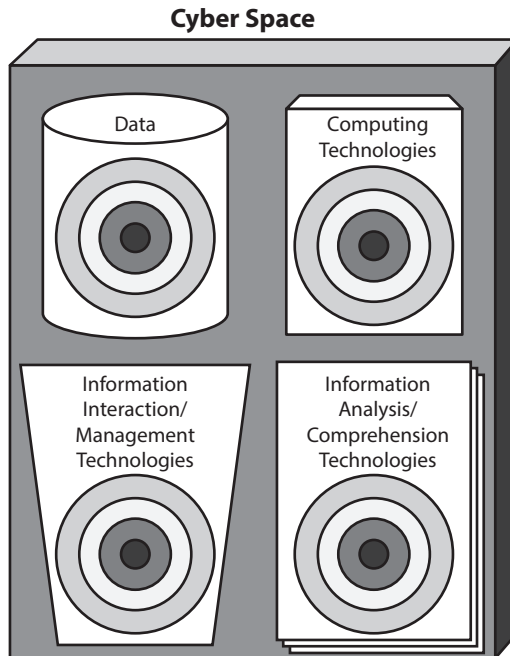 Cyber Space
Data
Computing
Technologies
Information
Interaction/
Management
Technologies
Information
Analysis/
Comprehension
Technologies